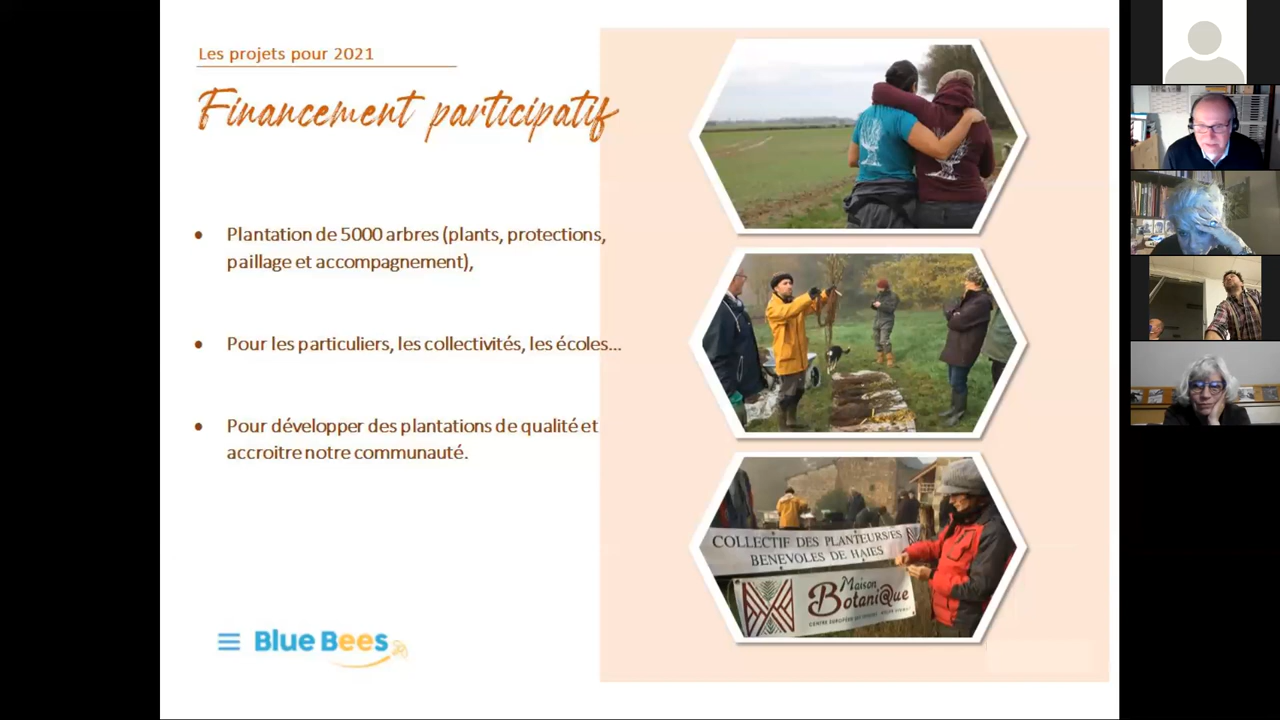 Les projets pour 2021
Financement participatif
• Plantation de 5000 arbres (plants, protections,
paillage et accompagnement),
• Pour les particuliers, les collectivités, les écoles...
• Pour développer des plantations de qualité et
accroitre notre communauté.
COLLECTIF DES PLANTEURS/ES
BENEVOLES DE HAIES
Maison
Botani@ue
Blue Bees